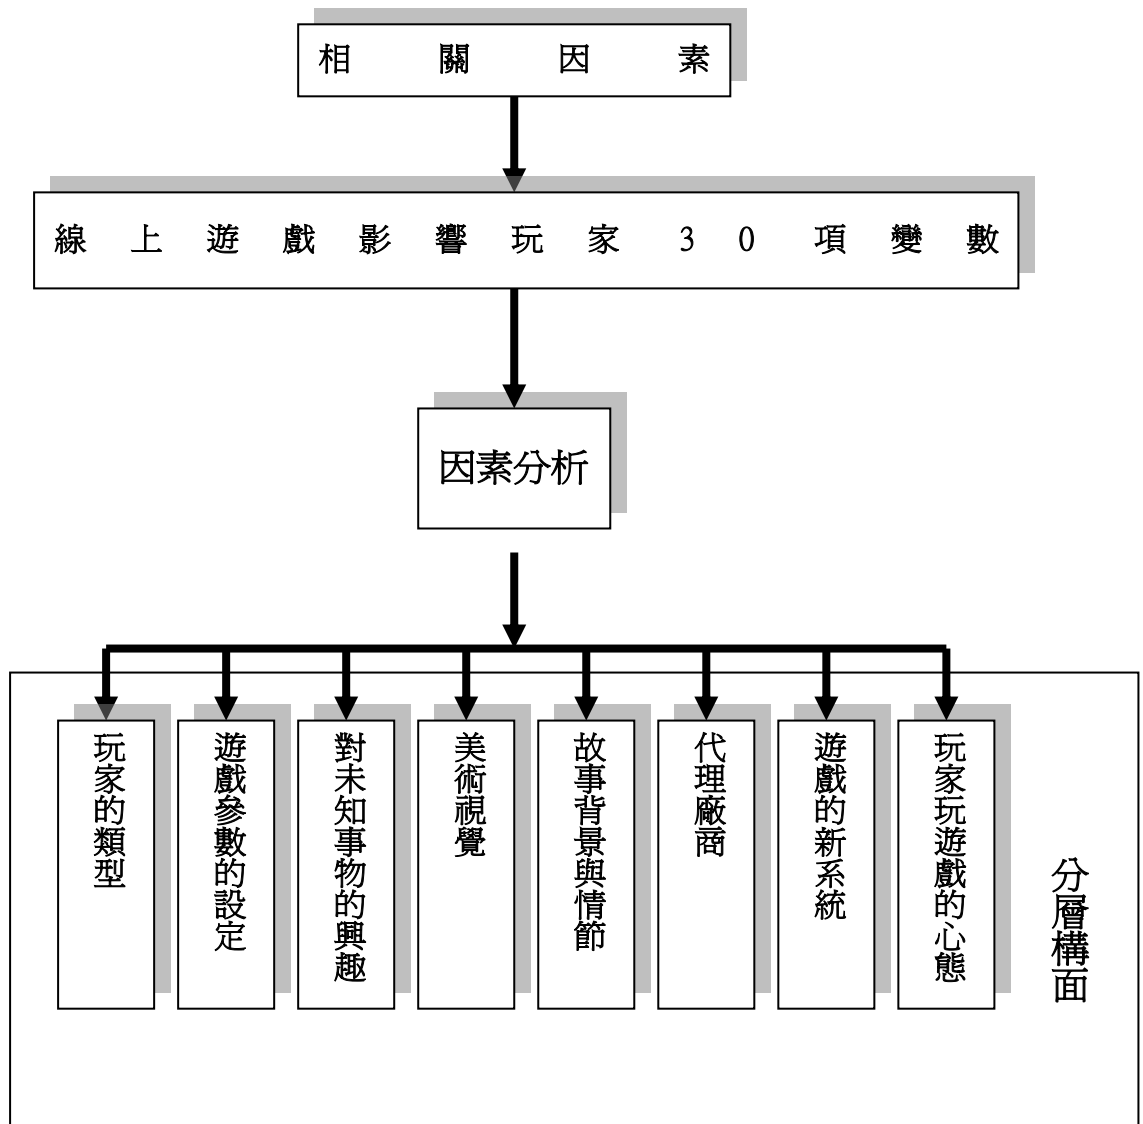 相關因素
線上遊戲影響玩家30項變數
因素分析
玩家的類型
遊戲參數的設定
對未知事物的興趣
美術視覺
故事背景與情節
代理廠商
遊戲的新系統
玩家玩遊戲的心態
分層構面